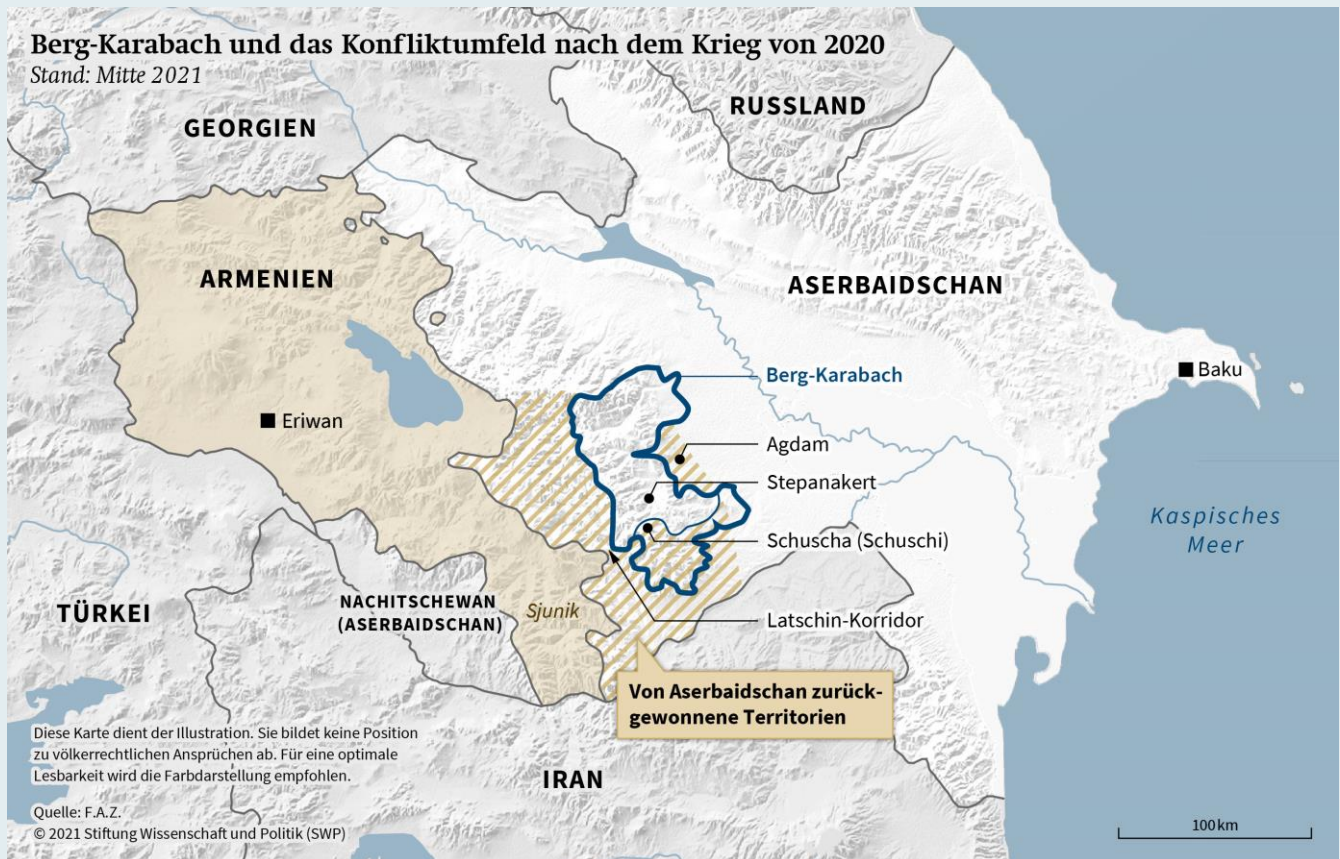 Berg-Karabach und das Konfliktumfeld nach dem Krieg von 2020
Stand: Mitte 2021
RUSSLAND
GEORGIEN
ARMENIEN
ASERBAIDSCHAN
Baku
Berg-Karabach
Eriwan
Agdam
Stepanakert
Kaspisches
Meer
Schuscha (Schuschi)
NACHITSCHEWAN
(ASERBAIDSCHAN)
Sjunik
TÜRKEI
Latschin-Korridor
Von Aserbaidschan zurück-
gewonnene Territorien
Diese Karte dient der Illustration. Sie bildet keine Position
zu völkerrechtlichen Ansprüchen ab. Für eine optimale
Lesbarkeit wird die Farbdarstellung empfohlen.
IRAN
Quelle: F.A.Z.
© 2021 Stiftung Wissenschaft und Politik (SWP)
100 km